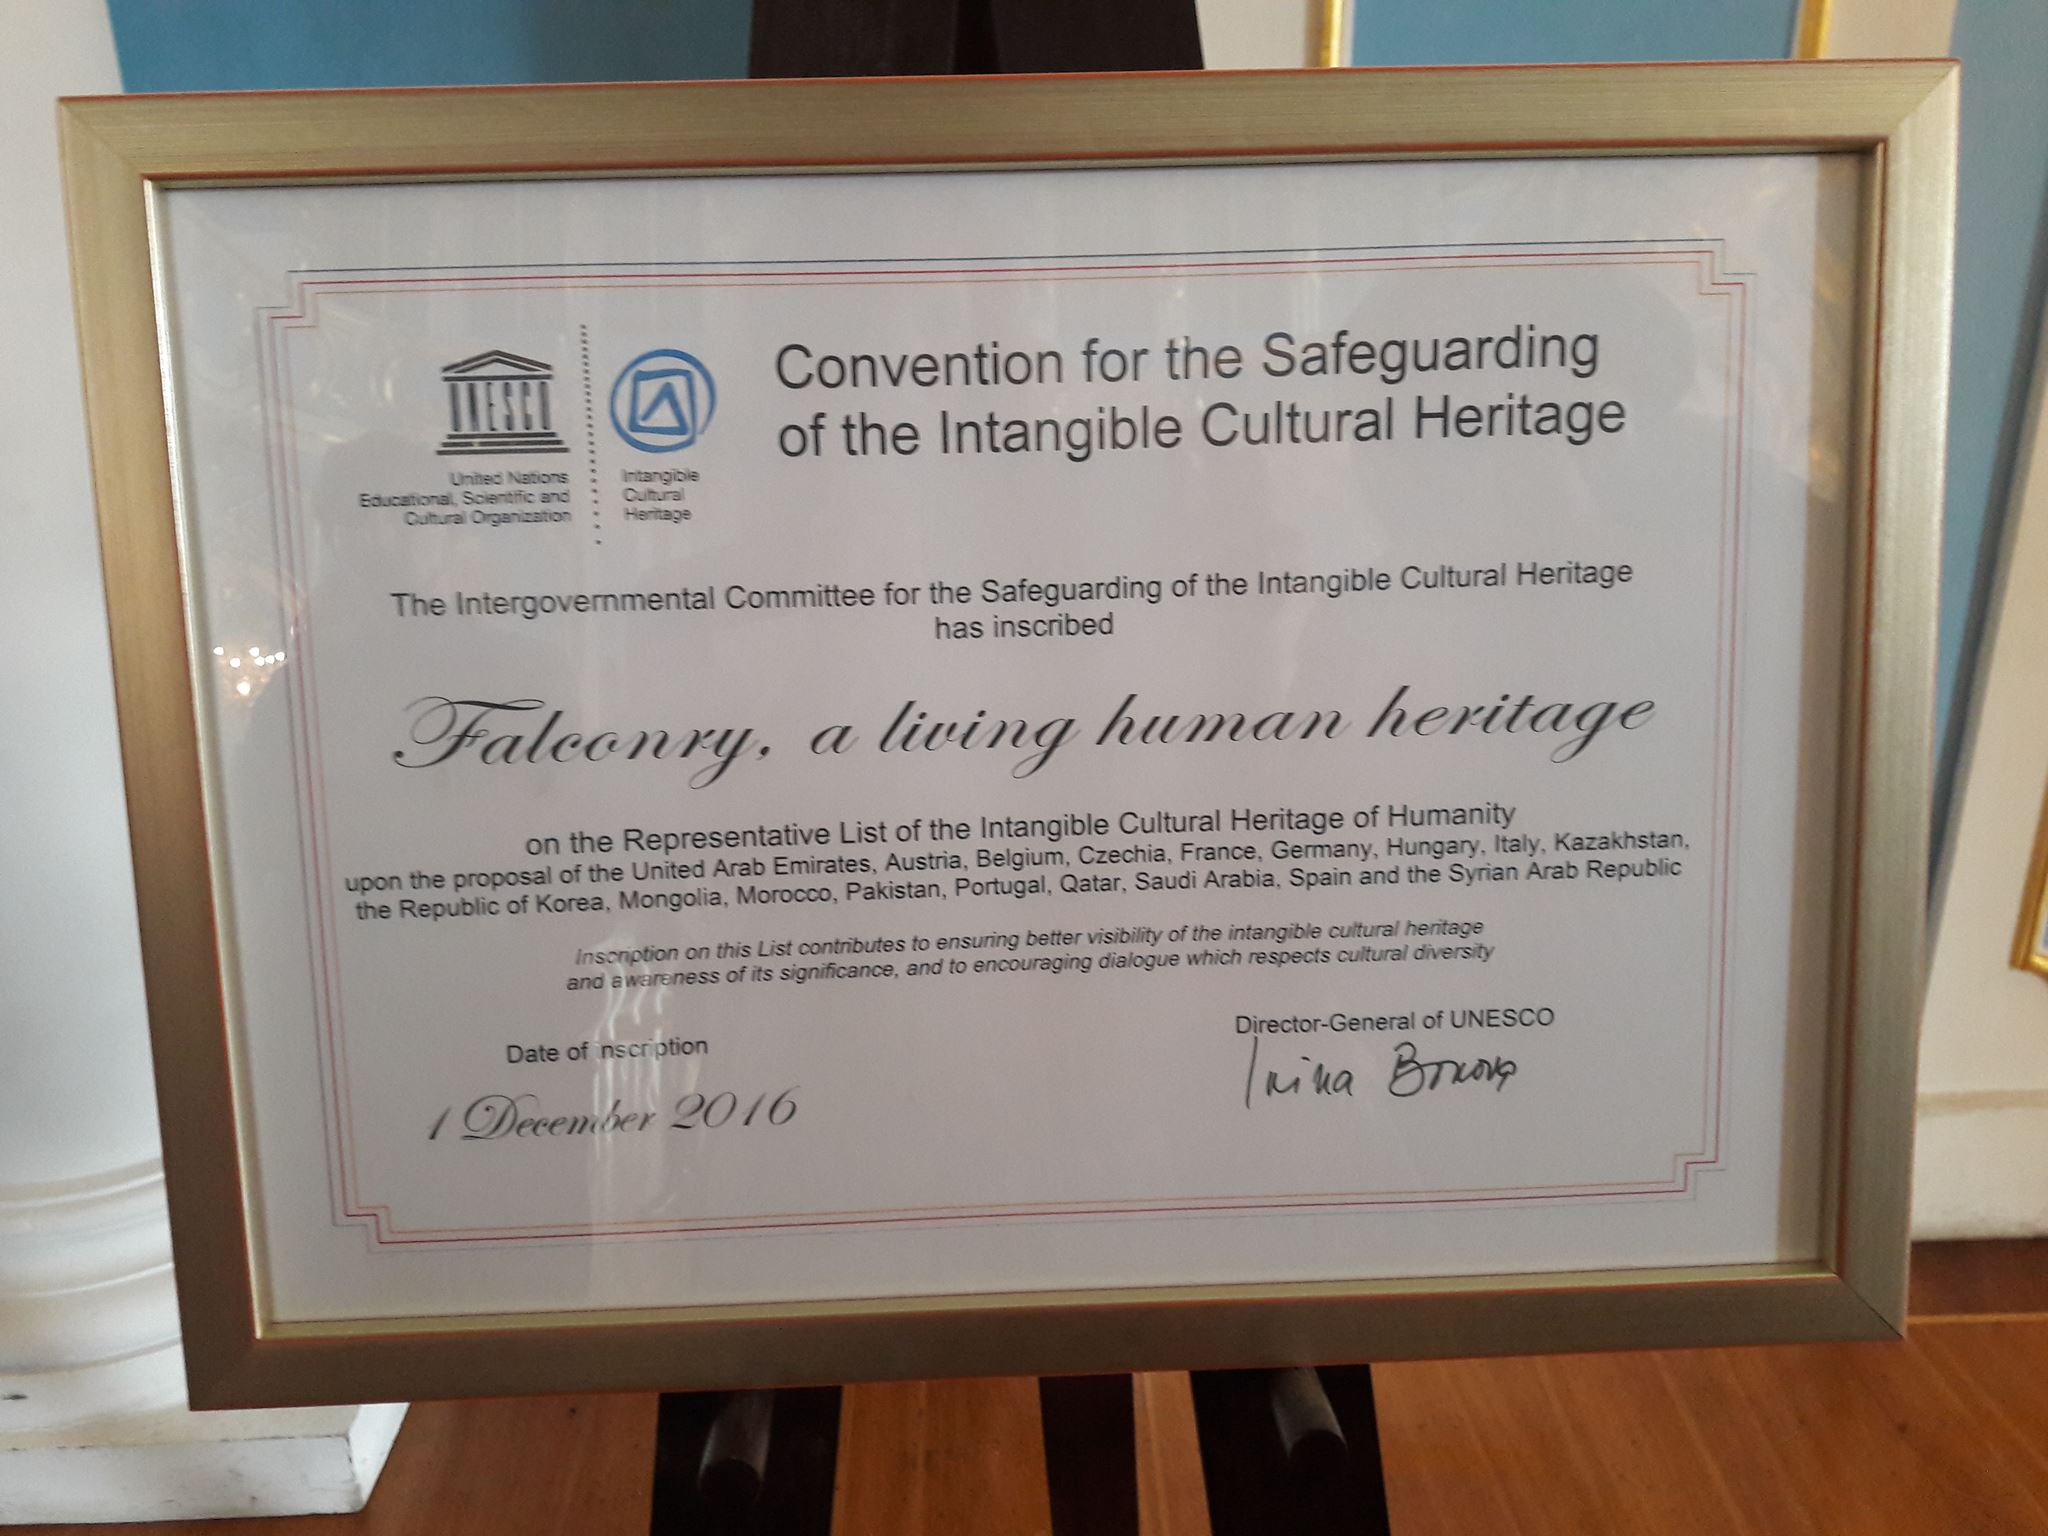 UNESCO
United Nations
Educational, Scientific and
Cultural Organization
Intangible
Cultural
Heritage
Convention for the Safeguarding
of the Intangible Cultural Heritage
The Intergovernmental Committee for the Safeguarding of the Intangible Cultural Heritage
has inscribed
Falconry, a living human heritage
on the Representative List of the Intangible Cultural Heritage of Humanity
upon the proposal of the United Arab Emirates, Austria, Belgium, Czechia, France, Germany, Hungary, Italy, Kazakhstan,
the Republic of Korea, Mongolia, Morocco, Pakistan, Portugal, Qatar, Saudi Arabia, Spain and the Syrian Arab Republic
Inscription on this List contributes to ensuring better visibility of the intangible cultural heritage
and awareness of its significance, and to encouraging dialogue which respects cultural diversity
Date of inscription
1 December 2016
Director-General of UNESCO
Irina Bokova